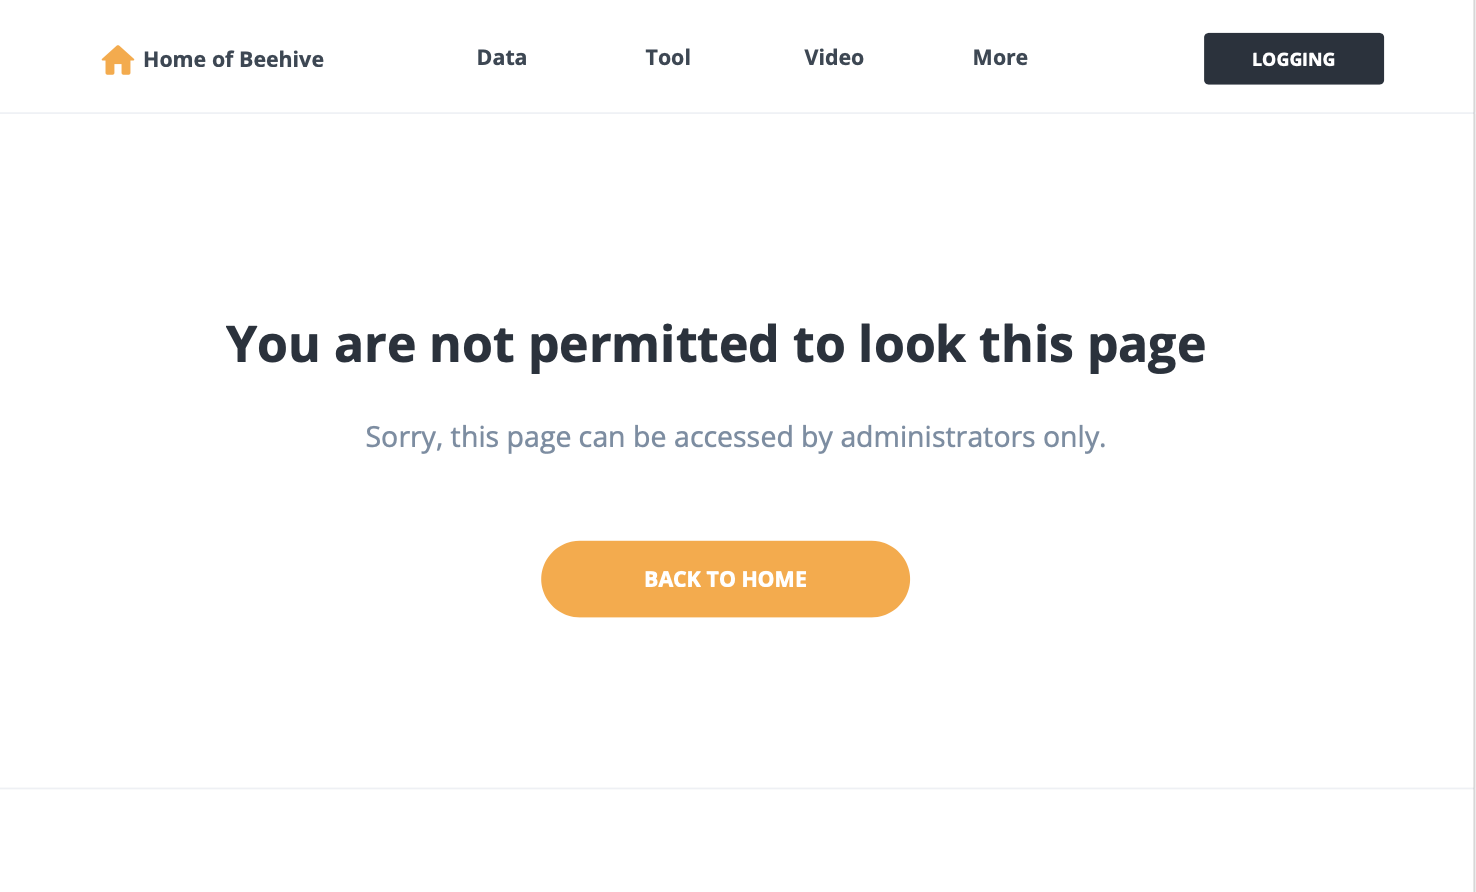 Home of Beehive
Data
Tool
Video
More
LOGGING
You are not permitted to look this page
Sorry, this page can be accessed by administrators only.
BACK TO HOME